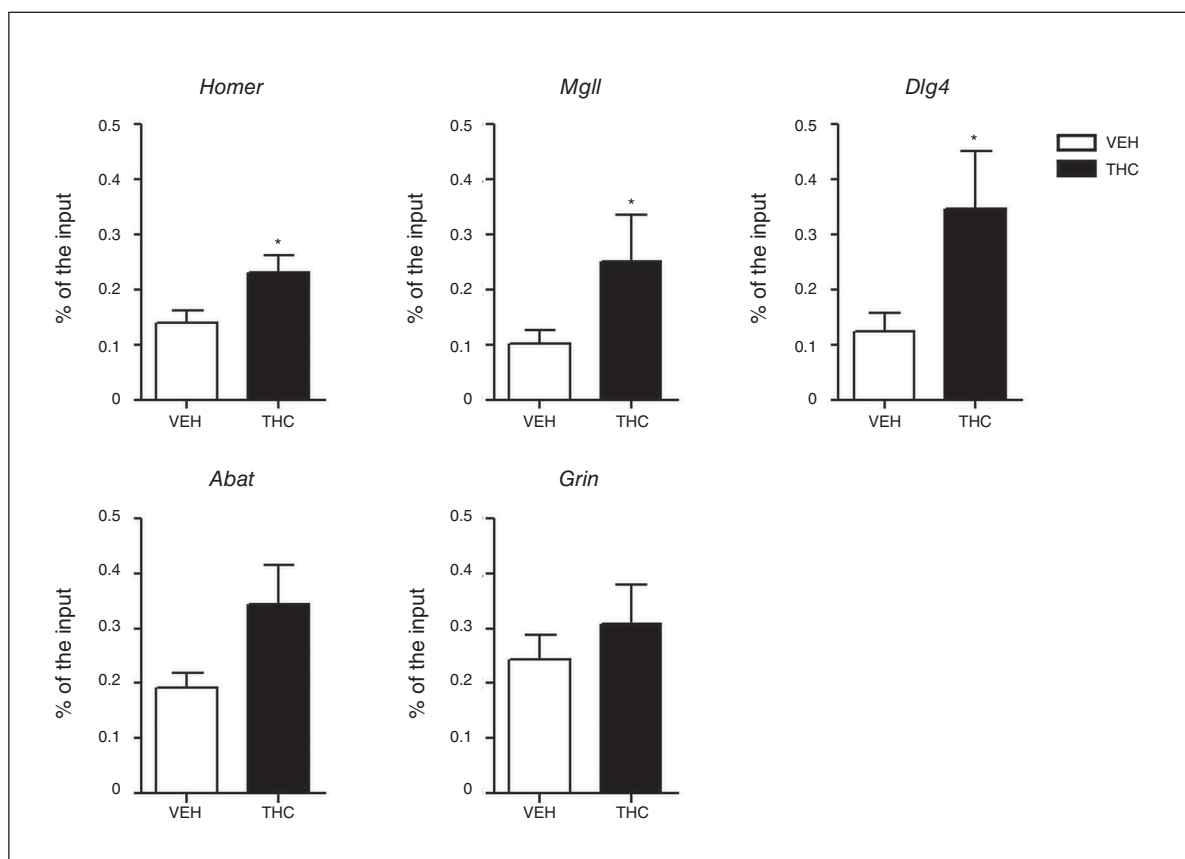 Homer
Mgll
Dlg4
% of the input
0.5
0.4
0.3
0.2
0.1
0
VEH
THC
% of the input
0.5
0.4
0.3
0.2
0.1
0
VEH
THC
% of the input
0.5
0.4
0.3
0.2
0.1
0
VEH
THC
*
*
*
VEH
THC
Abat
Grin
% of the input
0.5
0.4
0.3
0.2
0.1
0
VEH
THC
% of the input
0.5
0.4
0.3
0.2
0.1
0
VEH
THC